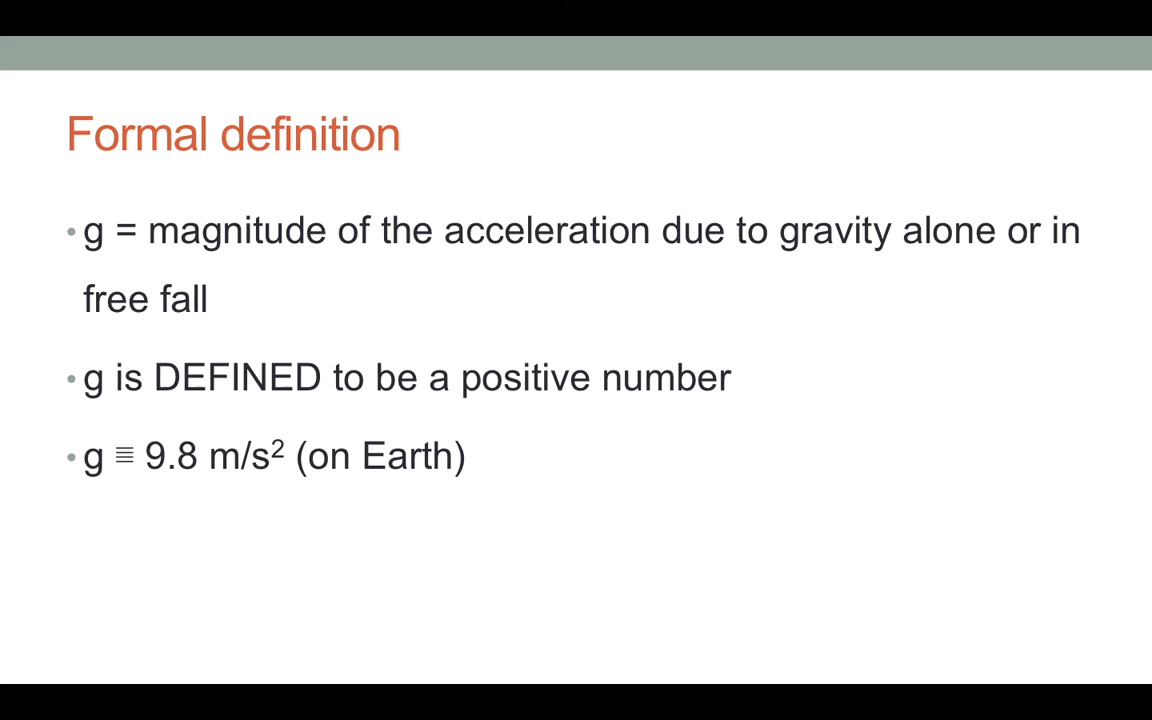 Formal definition
• g = magnitude of the acceleration due to gravity alone or in
free fall
• g is DEFINED to be a positive number
• g ≣ 9.8 m/s² (on Earth)